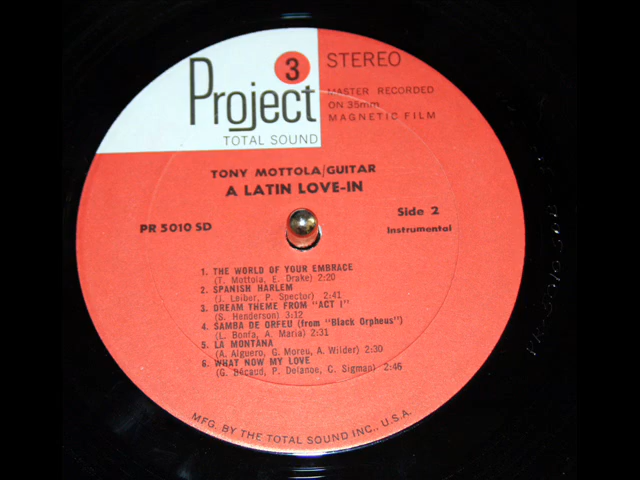 3
STEREO
Project
MASTER RECORDED
ON 35mm
MAGNETIC FILM
TOTAL SOUND
TONY MOTTOLA/GUITAR
A LATIN LOVE-IN
PR 5010 SD
Side 2
Instrumental
1. THE WORLD OF YOUR EMBRACE
(T. Mottola, E. Drake) 2:20
2. SPANISH HARLEM
(J. Leiber, P. Spector) 2:41
3. DREAM THEME FROM "ACT I"
(S. Henderson) 3:12
4. SAMBA DE ORFEU (from "Black Orpheus")
(L. Bonfa, A. Maria) 2:31
5. LA MONTANA
(A. Alguero, G. Moreu, A. Wilder) 2:30
6. WHAT NOW MY LOVE
(G. Bécaud, P. Delanoe, C. Sigman) 2:46
MFG. BY THE TOTAL SOUND INC., U.S.A.